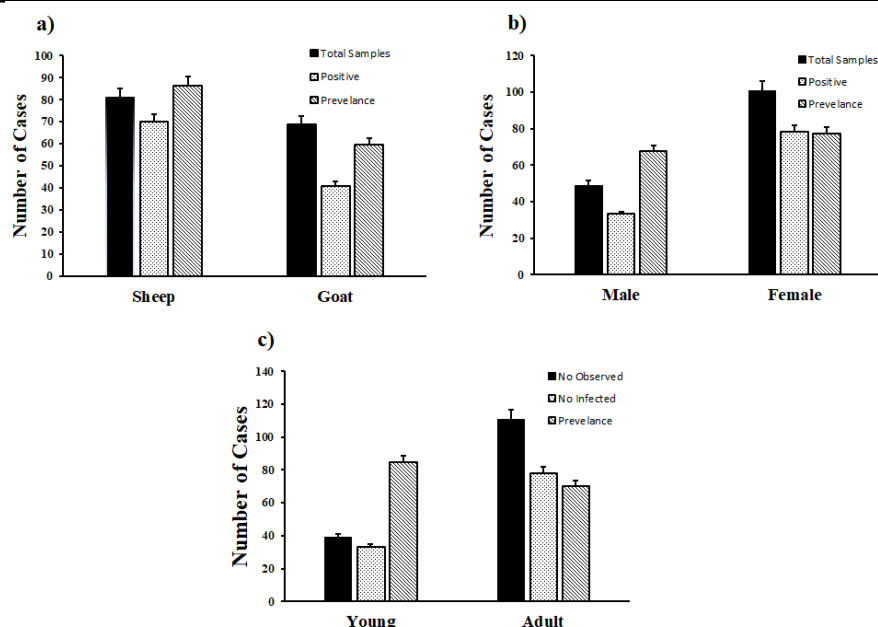 a)
Number of Cases
100
90
80
70
60
50
40
30
20
10
0
Total Samples
Positive
Prevelance
Sheep
Goat
b)
Number of Cases
120
100
80
60
40
20
0
Total Samples
Positive
Prevelance
Male
Female
c)
Number of Cases
140
120
100
80
60
40
20
0
No Observed
No Infected
Prevelance
Young
Adult